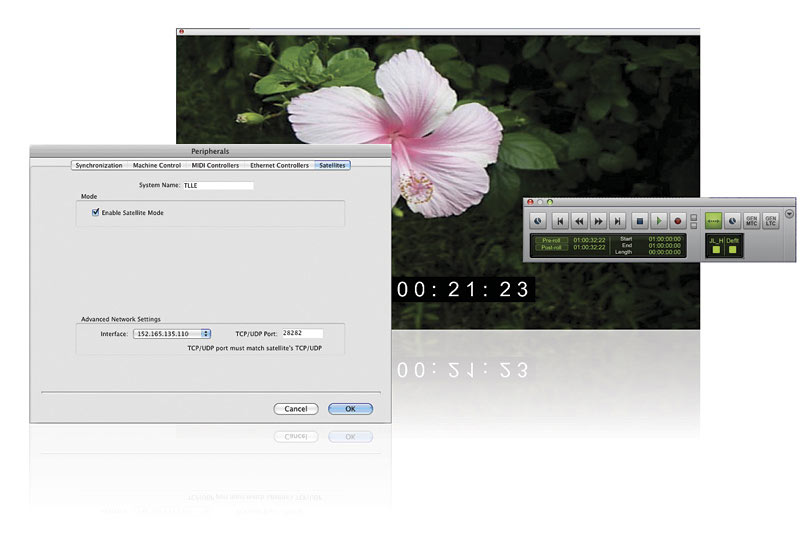 Peripherals
Synchronization Machine Control MIDI Controllers Ethernet Controllers Satellites
System Name: TLLE
Mode
Enable Satellite Mode
Advanced Network Settings
Interface: 152.165.135.110 TCP/UDP Port: 28282
TCP/UDP port must match satellite's TCP/UDP
Cancel OK
00:21:23
GEN MTC
GEN LTC
Pre-roll 01:00:32:22 Start 01:00:00:00
Post-roll 01:00:32:22 End 01:00:00:00
Length 00:00:00:00
JL_H Deflt